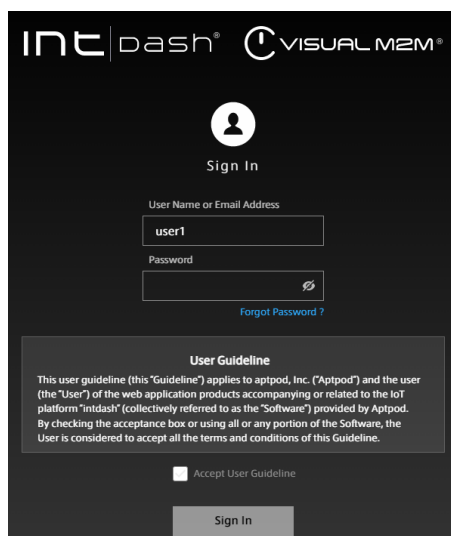 intdash® VISUAL M2M®
Sign In
User Name or Email Address
user1
Password
Forgot Password ?
User Guideline
This user guideline (this "Guideline") applies to aptpod, Inc. ("Aptpod") and the user
(the "User") of the web application products accompanying or related to the IoT
platform "intdash" (collectively referred to as the "Software") provided by Aptpod.
By checking the acceptance box or using all or any portion of the Software, the
User is considered to accept all the terms and conditions of this Guideline.
Accept User Guideline
Sign In